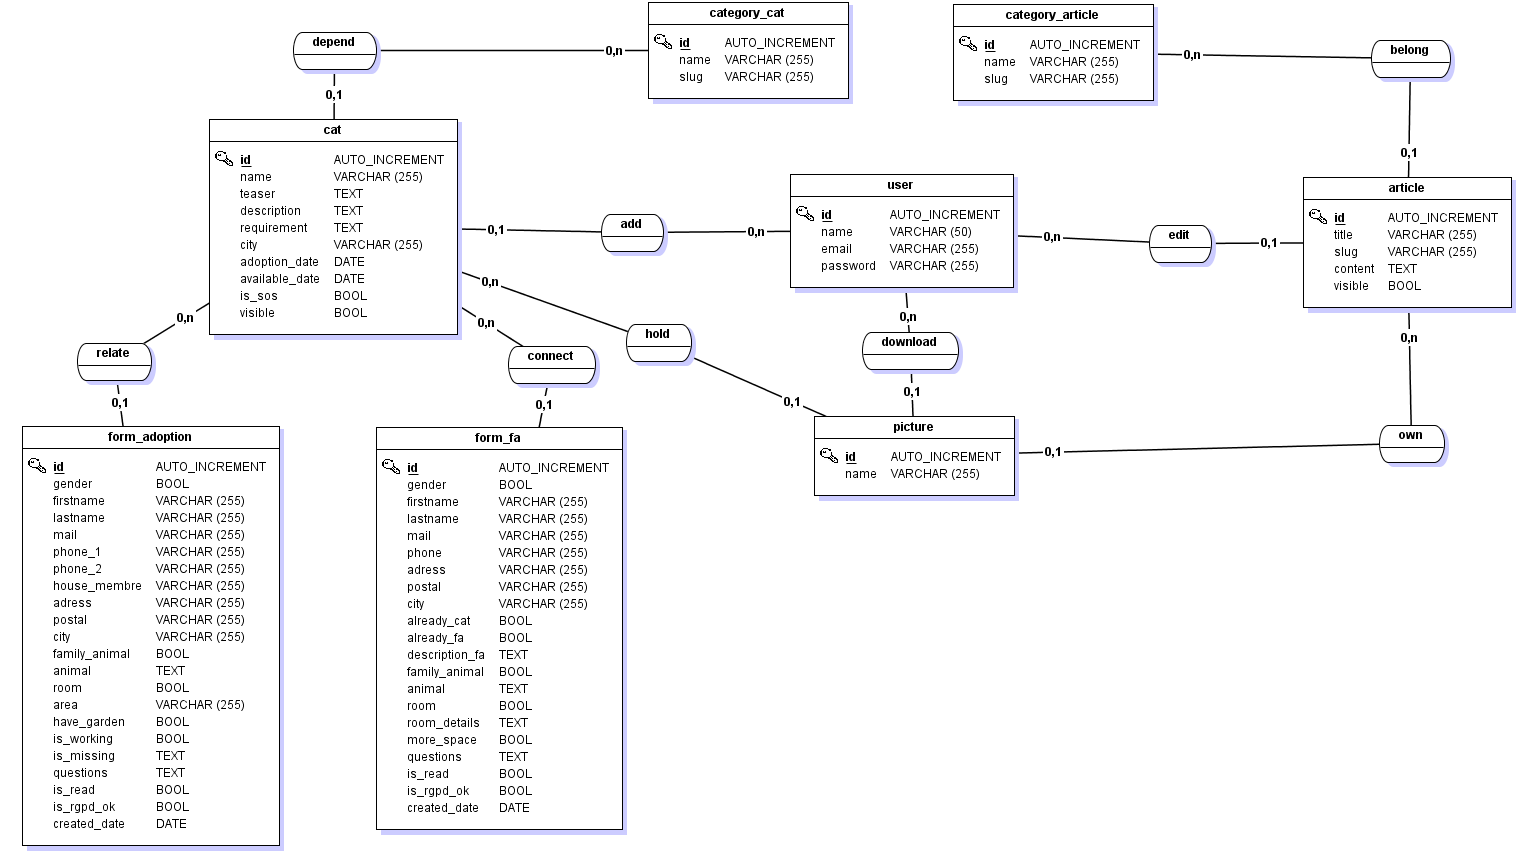 depend
0,n
0,1
category_cat
id AUTO_INCREMENT
name VARCHAR (255)
slug VARCHAR (255)
category_article
id AUTO_INCREMENT
name VARCHAR (255)
slug VARCHAR (255)
0,n
belong
0,1
cat
id AUTO_INCREMENT
name VARCHAR (255)
teaser TEXT
description TEXT
requirement TEXT
city VARCHAR (255)
adoption_date DATE
available_date DATE
is_sos BOOL
visible BOOL
0,1
add
0,n
user
id AUTO_INCREMENT
name VARCHAR (50)
email VARCHAR (255)
password VARCHAR (255)
0,n
edit
0,1
article
id AUTO_INCREMENT
title VARCHAR (255)
slug VARCHAR (255)
content TEXT
visible BOOL
0,n
relate
0,1
0,n
connect
0,1
0,n
hold
0,1
0,n
download
0,1
0,n
own
0,1
picture
id AUTO_INCREMENT
name VARCHAR (255)
form_adoption
id AUTO_INCREMENT
gender BOOL
firstname VARCHAR (255)
lastname VARCHAR (255)
mail VARCHAR (255)
phone_1 VARCHAR (255)
phone_2 VARCHAR (255)
house_membre VARCHAR (255)
adress VARCHAR (255)
postal VARCHAR (255)
city VARCHAR (255)
family_animal BOOL
animal TEXT
room BOOL
area VARCHAR (255)
have_garden BOOL
is_working BOOL
is_missing TEXT
questions TEXT
is_read BOOL
is_rgpd_ok BOOL
created_date DATE
form_fa
id AUTO_INCREMENT
gender BOOL
firstname VARCHAR (255)
lastname VARCHAR (255)
mail VARCHAR (255)
phone VARCHAR (255)
adress VARCHAR (255)
postal VARCHAR (255)
city VARCHAR (255)
already_cat BOOL
already_fa BOOL
description_fa TEXT
family_animal BOOL
animal TEXT
room BOOL
room_details TEXT
more_space BOOL
questions TEXT
is_read BOOL
is_rgpd_ok BOOL
created_date DATE